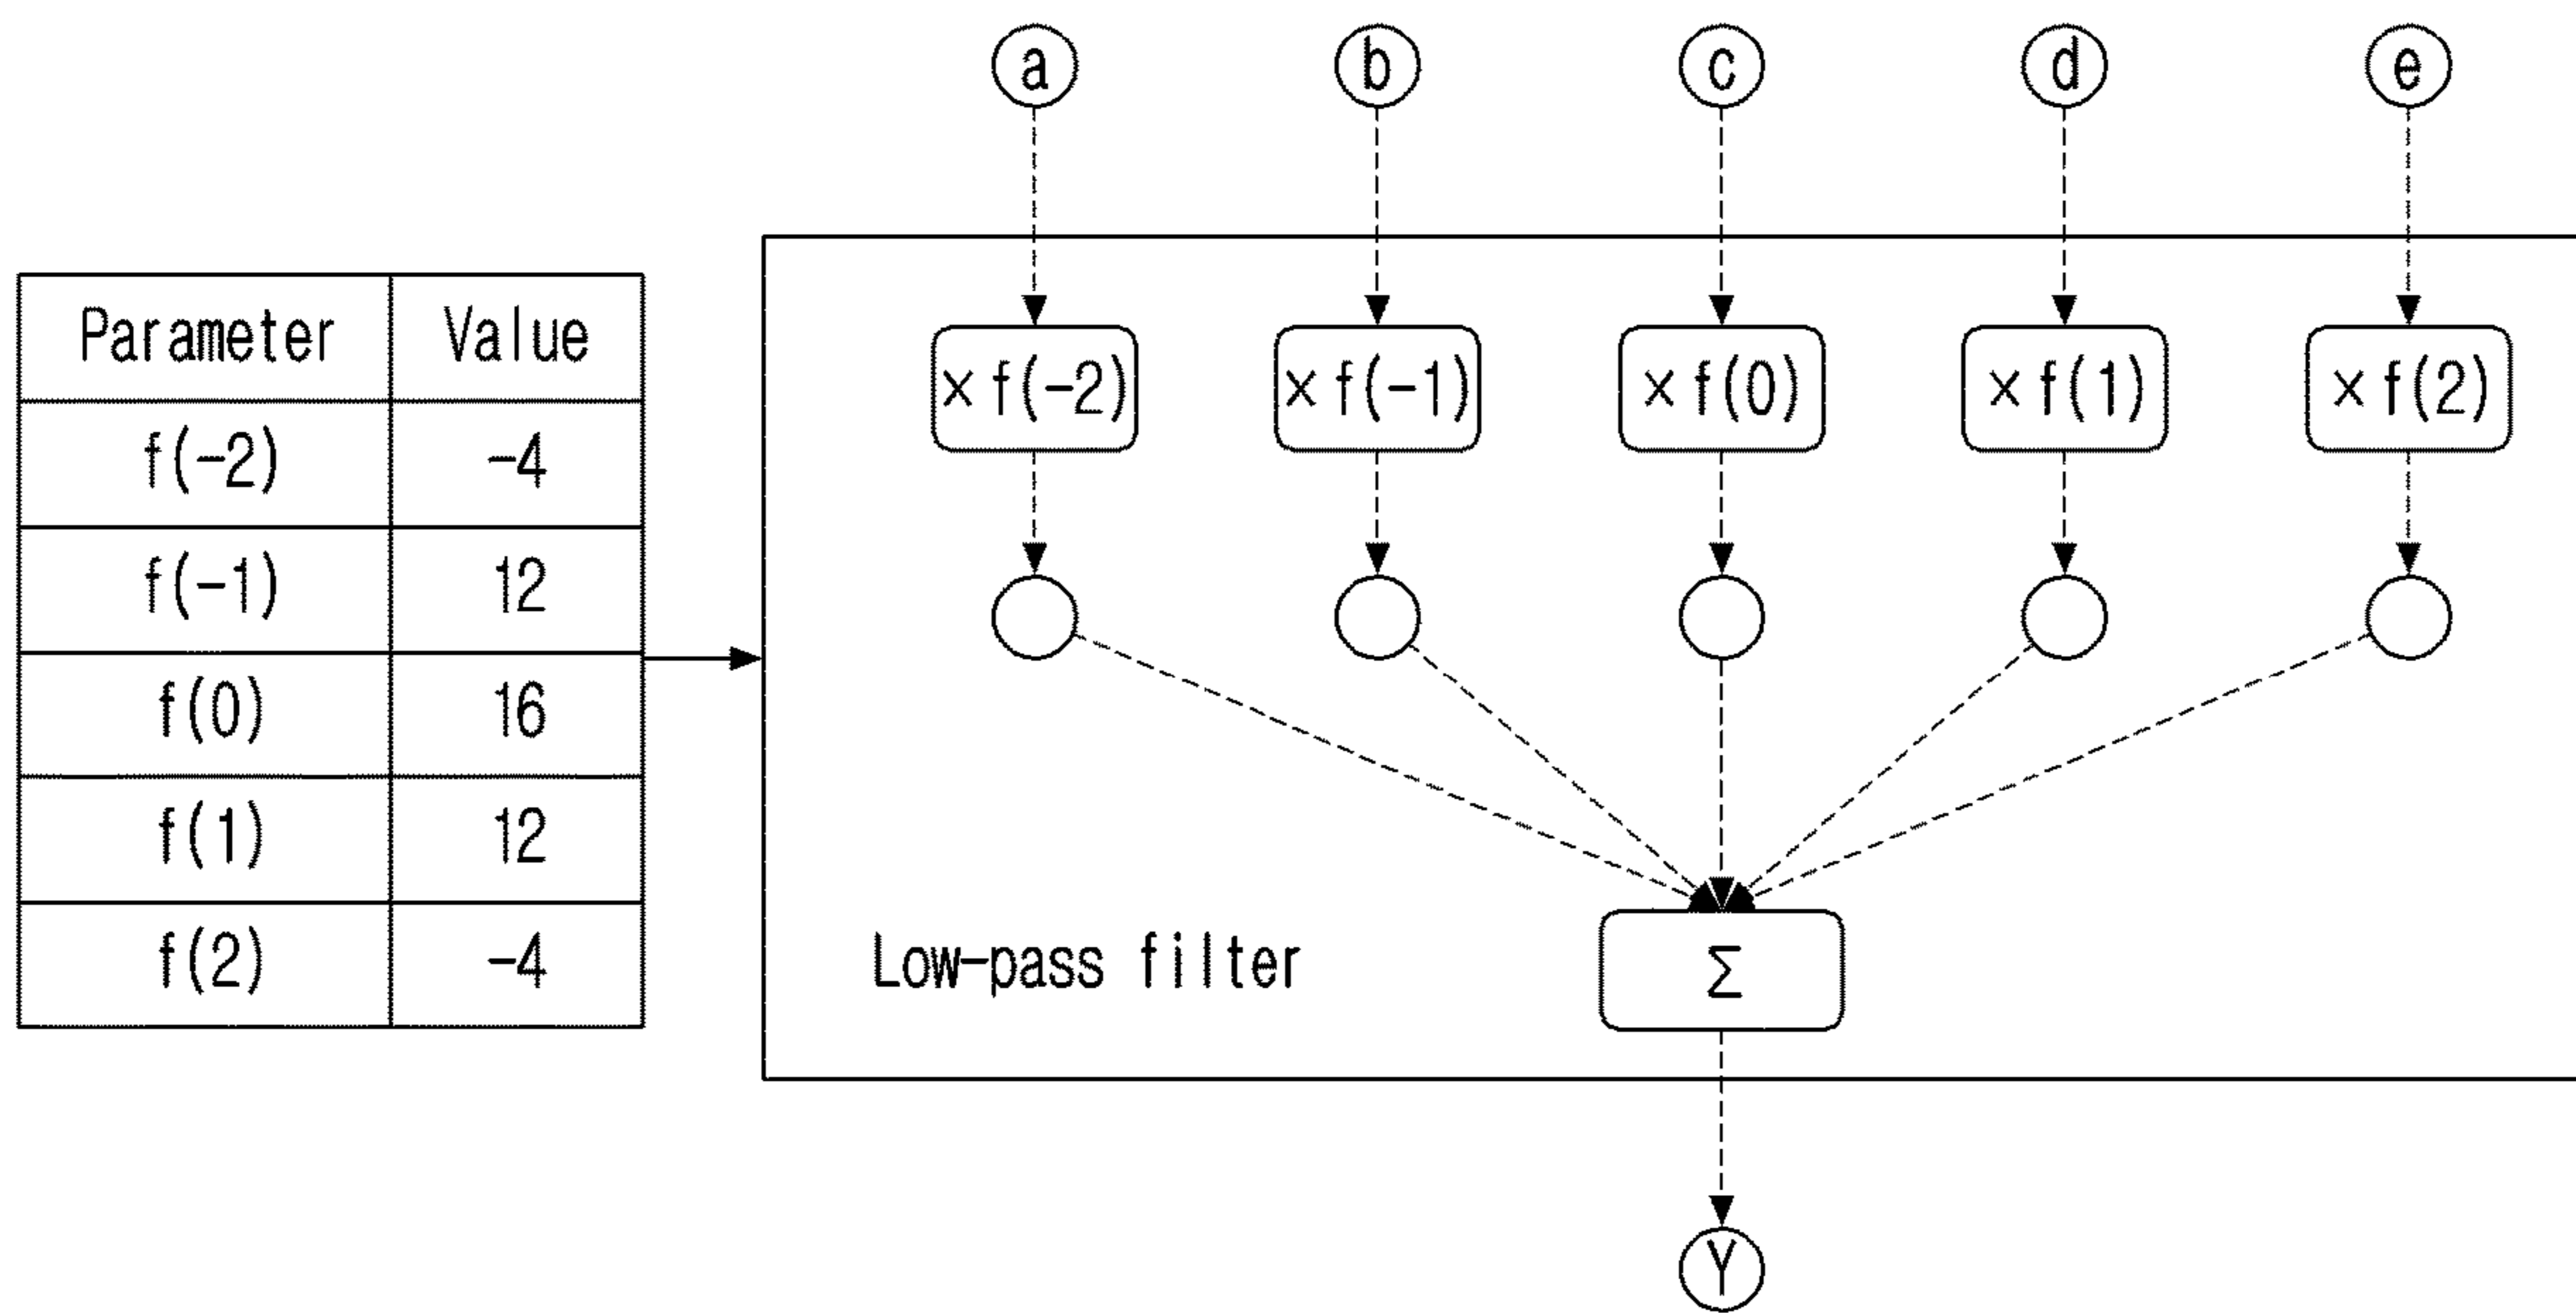 a b c d e
Parameter Value
f(-2) -4
f(-1) 12
f(0) 16
f(1) 12
f(2) -4
× f(-2) × f(-1) × f(0) × f(1) × f(2)
Low-pass filter
Σ
Y